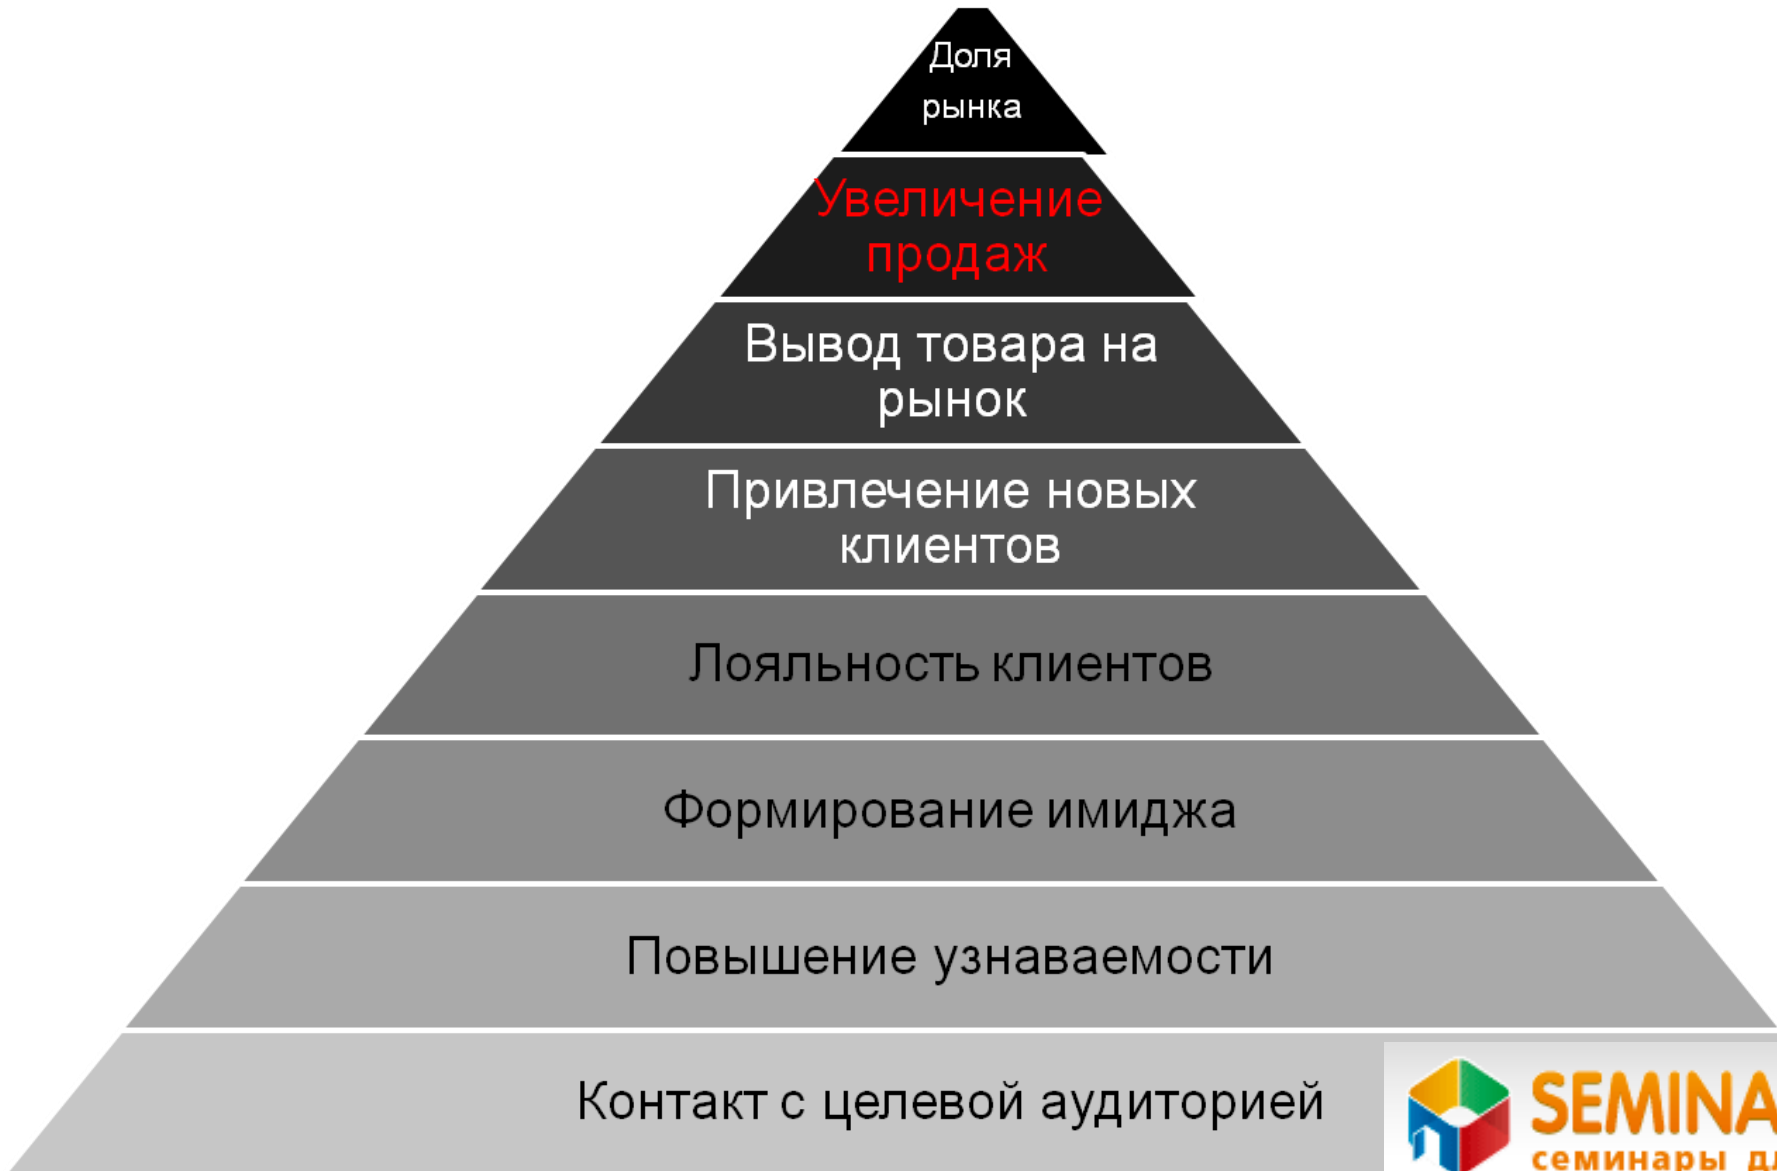 Доля
рынка
Увеличение
продаж
Вывод товара на
рынок
Привлечение новых
клиентов
Лояльность клиентов
Формирование имиджа
Повышение узнаваемости
Контакт с целевой аудиторией
SEMINA
семинары дл